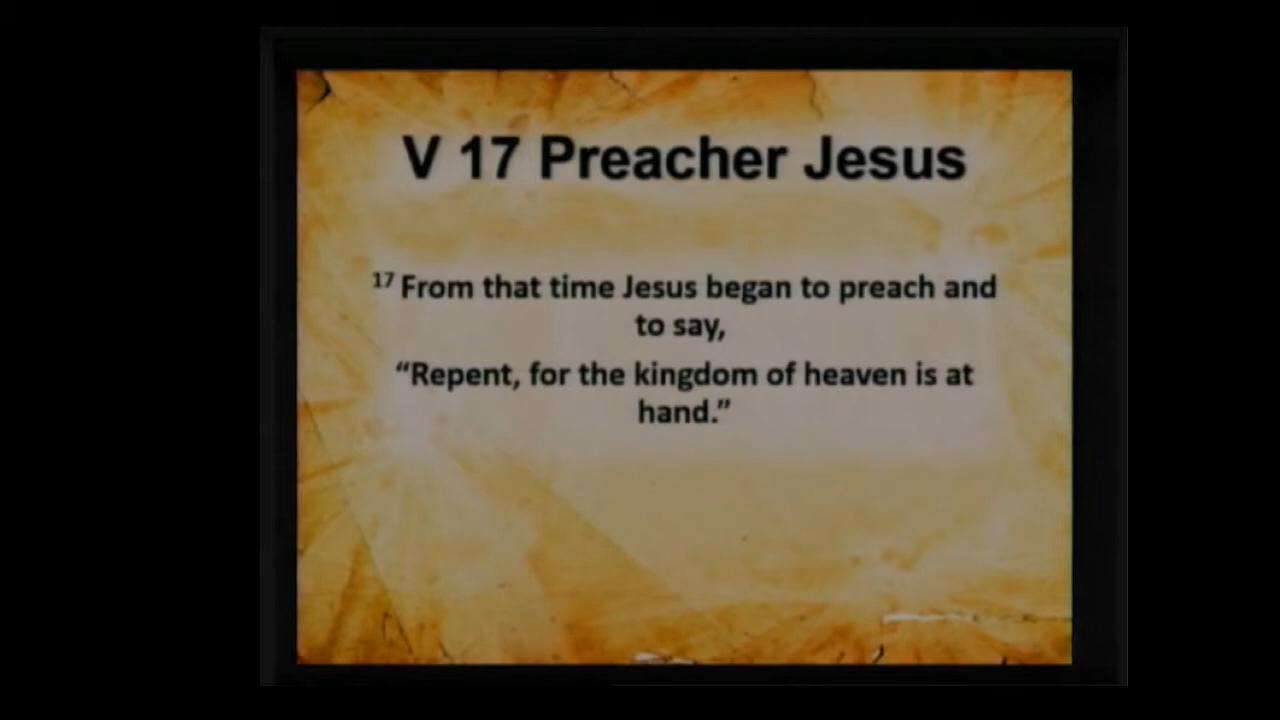 V 17 Preacher Jesus
17 From that time Jesus began to preach and
to say,
“Repent, for the kingdom of heaven is at
hand.”